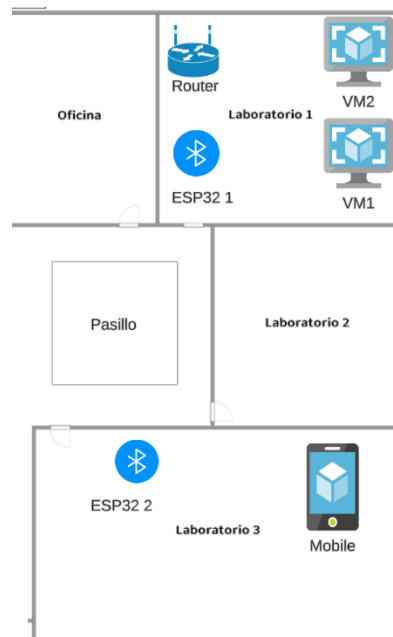 Router
VM2
Oficina
Laboratorio 1
ESP32 1
VM1
Pasillo
Laboratorio 2
ESP32 2
Laboratorio 3
Mobile